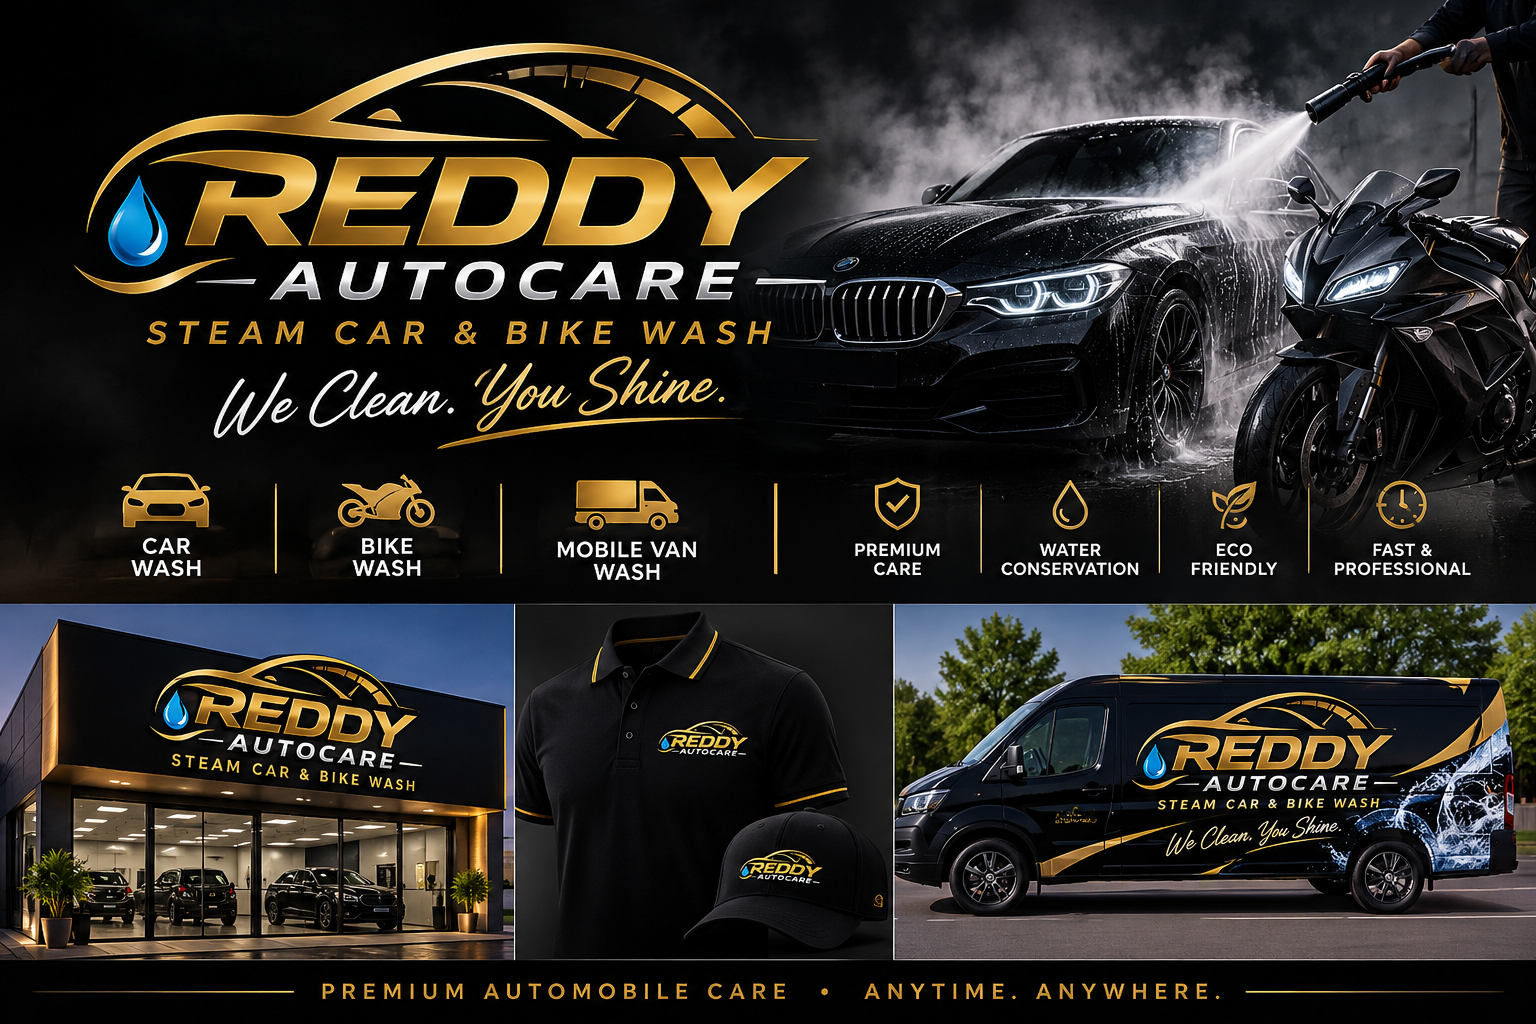 REDDY
AUTOCARE
STEAM CAR & BIKE WASH
We Clean. You Shine.
CAR
WASH
BIKE
WASH
MOBILE VAN
WASH
PREMIUM
CARE
WATER
CONSERVATION
ECO
FRIENDLY
FAST &
PROFESSIONAL
REDDY
AUTOCARE
STEAM CAR & BIKE WASH
REDDY
AUTOCARE
REDDY
AUTOCARE
REDDY
AUTOCARE
STEAM CAR & BIKE WASH
We Clean. You Shine.
PREMIUM AUTOMOBILE CARE • ANYTIME. ANYWHERE.